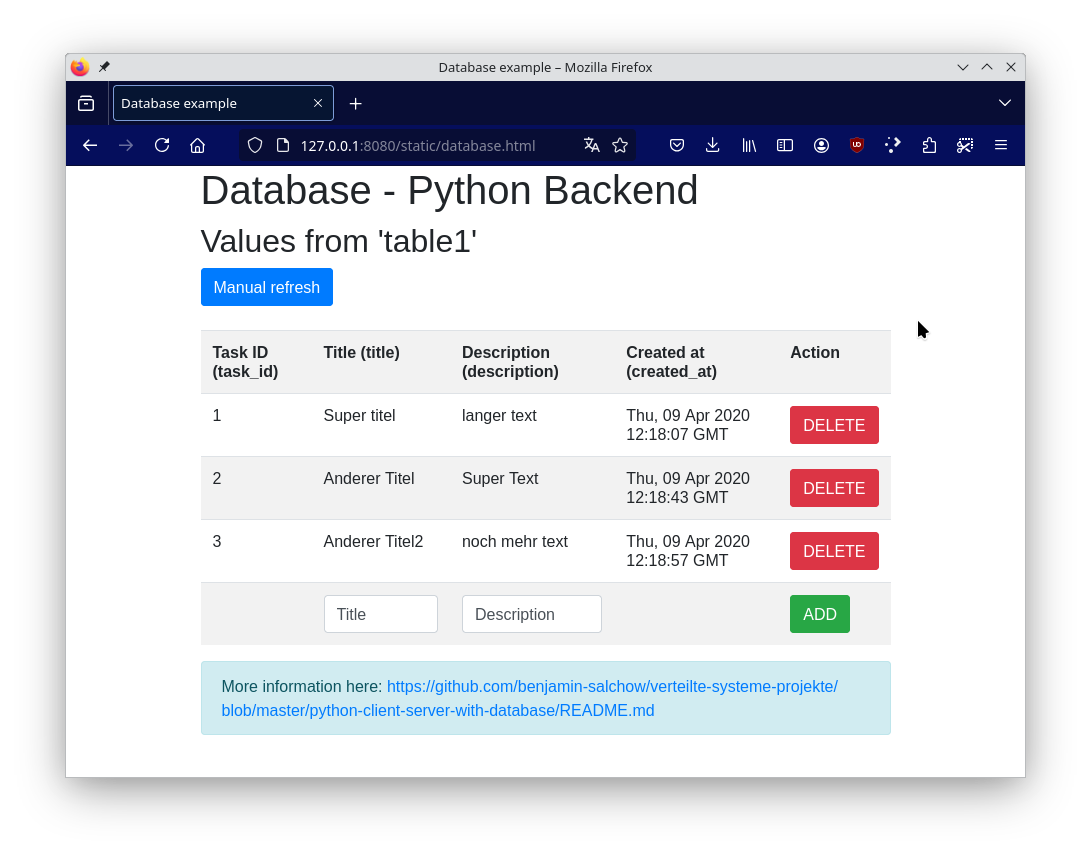 Database example – Mozilla Firefox
Database example
127.0.0.1:8080/static/database.html
Database - Python Backend
Values from 'table1'
Manual refresh
Task ID (task_id) Title (title) Description (description) Created at (created_at) Action
1 Super titel langer text Thu, 09 Apr 2020 12:18:07 GMT DELETE
2 Anderer Titel Super Text Thu, 09 Apr 2020 12:18:43 GMT DELETE
3 Anderer Titel2 noch mehr text Thu, 09 Apr 2020 12:18:57 GMT DELETE
Title Description ADD
More information here: https://github.com/benjamin-salchow/verteilte-systeme-projekte/
blob/master/python-client-server-with-database/README.md